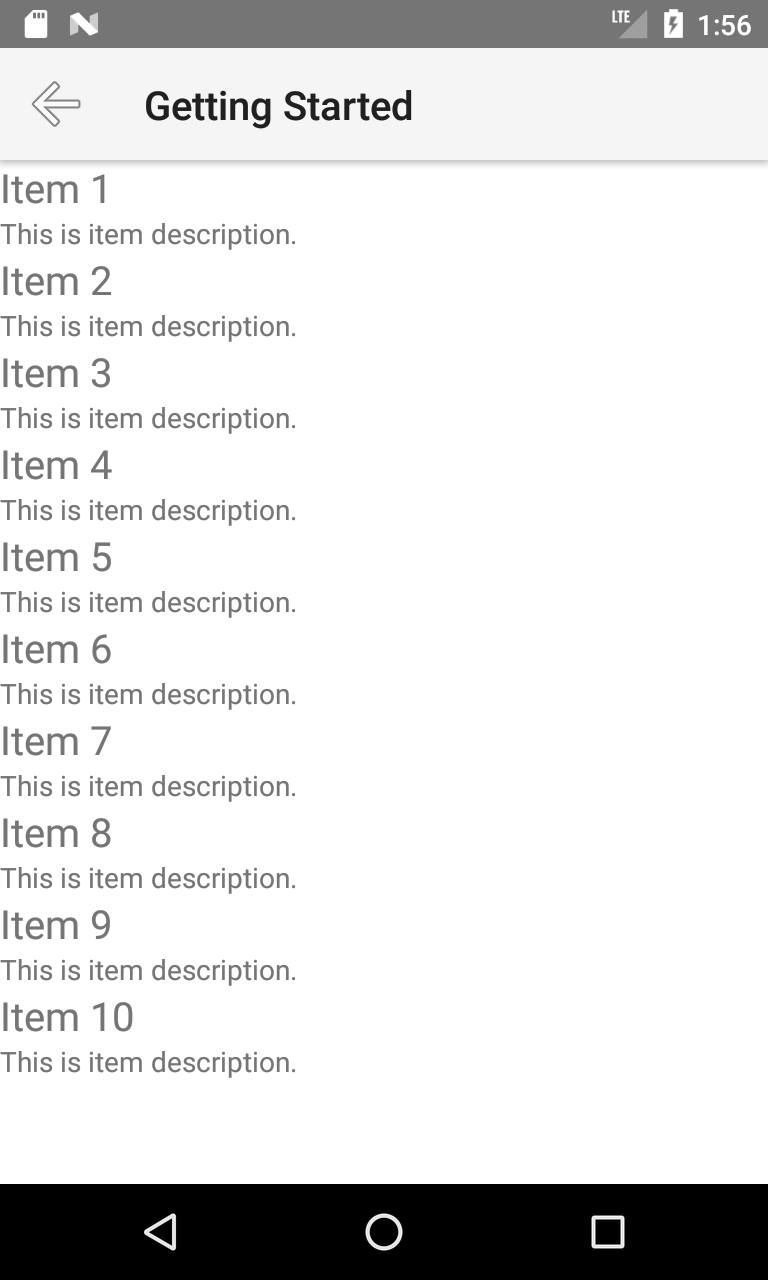 LTE 1:56
Getting Started
Item 1
This is item description.
Item 2
This is item description.
Item 3
This is item description.
Item 4
This is item description.
Item 5
This is item description.
Item 6
This is item description.
Item 7
This is item description.
Item 8
This is item description.
Item 9
This is item description.
Item 10
This is item description.